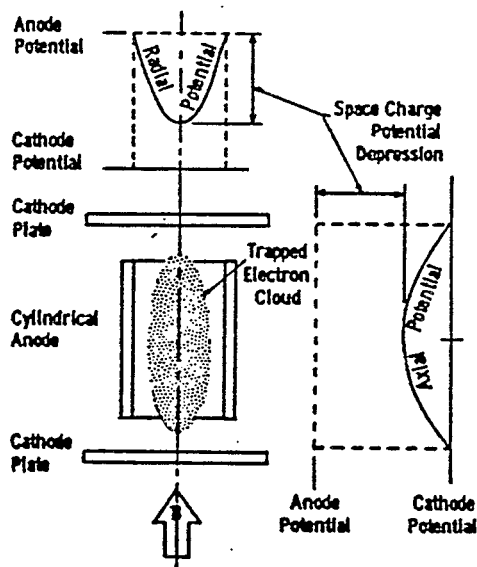 Anode
Potential
Radial
Potential
Cathode
Potential
Space Charge
Potential
Depression
Cathode
Plate
Trapped
Electron
Cloud
Cylindrical
Anode
Axial
Potential
Cathode
Plate
B
Anode
Potential
Cathode
Potential